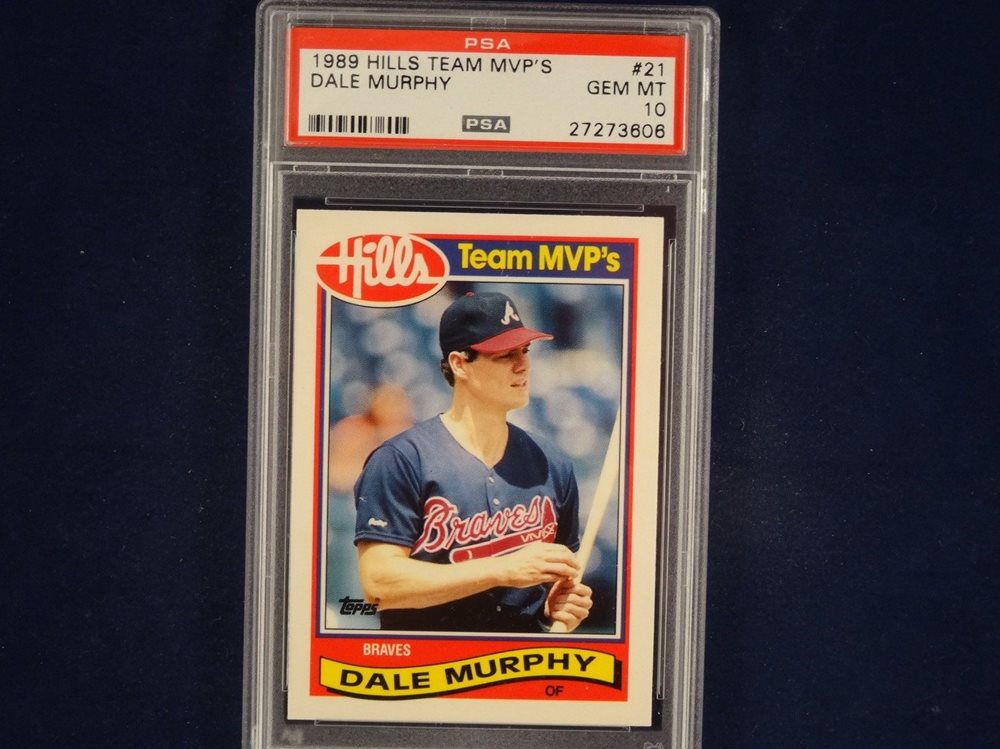 PSA
1989 HILLS TEAM MVP'S #21
DALE MURPHY GEM MT
10
PSA 27273606
Hills Team MVP's
A
Braves
topps
BRAVES
DALE MURPHY
OF